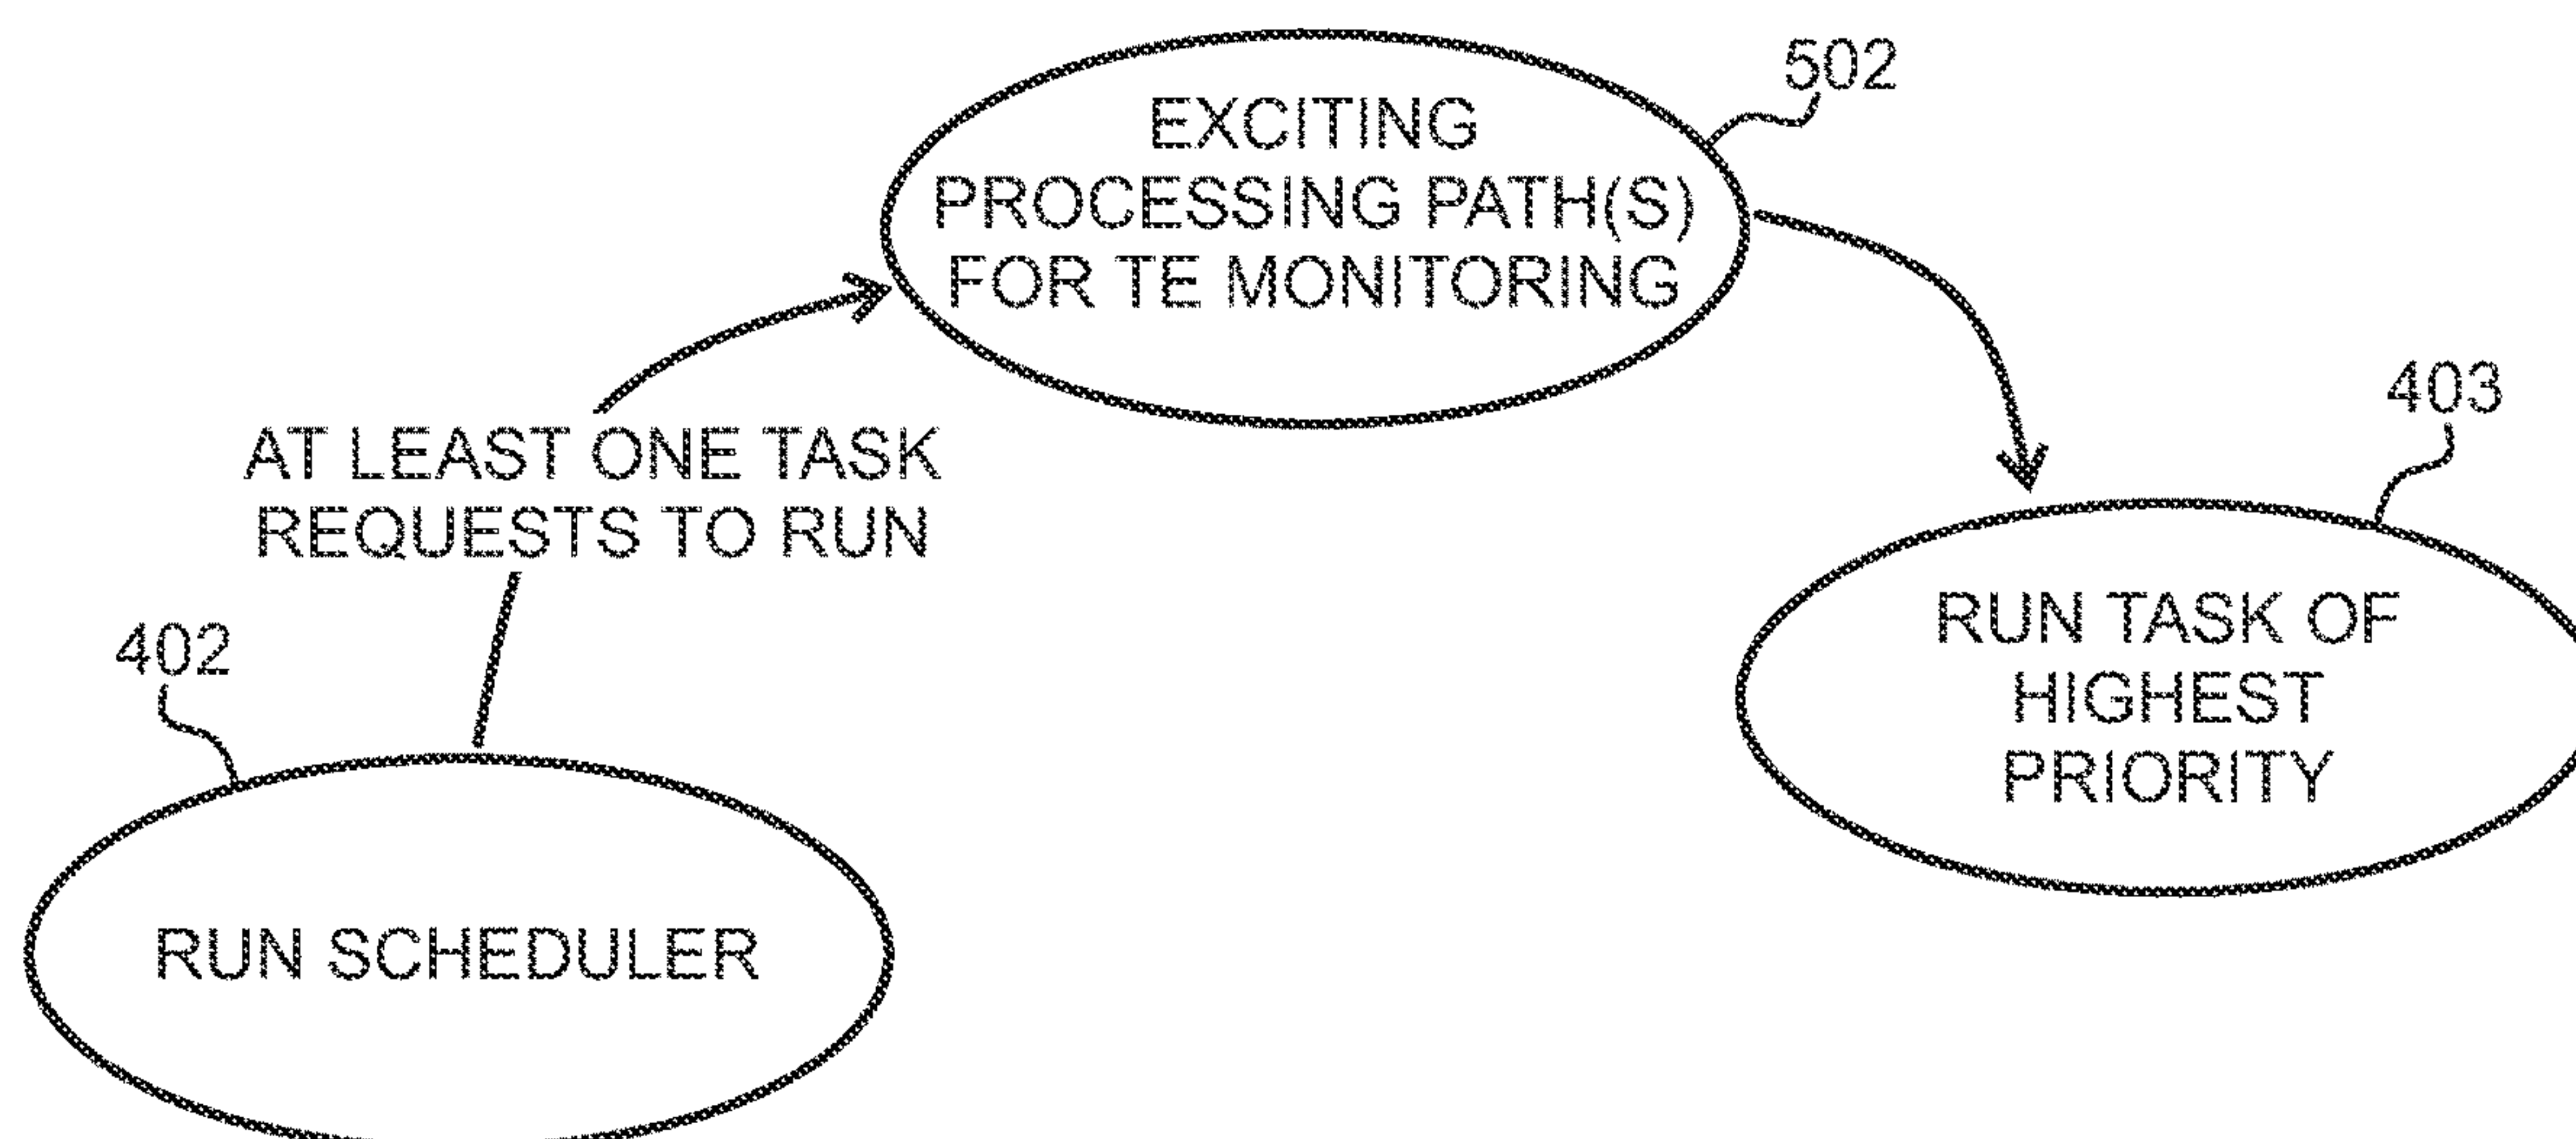 502
EXCITING
PROCESSING PATH(S)
FOR TE MONITORING
403
AT LEAST ONE TASK
REQUESTS TO RUN
402
RUN TASK OF
HIGHEST
PRIORITY
RUN SCHEDULER